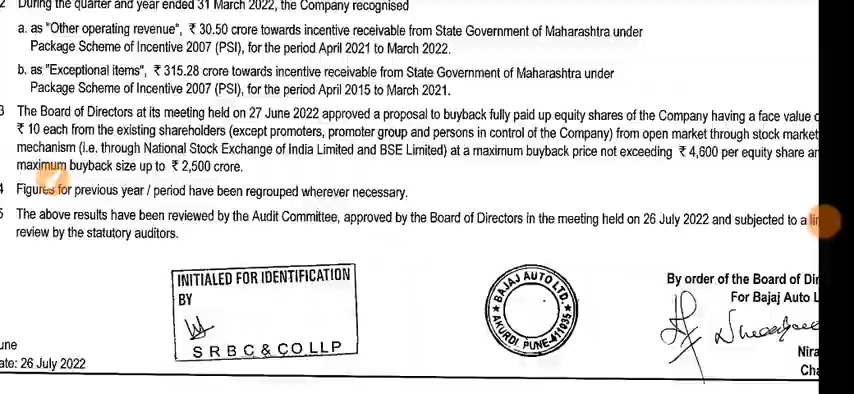 2 During the quarter and year ended 31 March 2022, the Company recognised
a. as "Other operating revenue", ₹ 30.50 crore towards incentive receivable from State Government of Maharashtra under
Package Scheme of Incentive 2007 (PSI), for the period April 2021 to March 2022.
b. as "Exceptional items", ₹ 315.28 crore towards incentive receivable from State Government of Maharashtra under
Package Scheme of Incentive 2007 (PSI), for the period April 2015 to March 2021.
3 The Board of Directors at its meeting held on 27 June 2022 approved a proposal to buyback fully paid up equity shares of the Company having a face value
₹ 10 each from the existing shareholders (except promoters, promoter group and persons in control of the Company) from open market through stock market
mechanism (i.e. through National Stock Exchange of India Limited and BSE Limited) at a maximum buyback price not exceeding ₹ 4,600 per equity share
maximum buyback size up to ₹ 2,500 crore.
4 Figures for previous year / period have been regrouped wherever necessary.
5 The above results have been reviewed by the Audit Committee, approved by the Board of Directors in the meeting held on 26 July 2022 and subjected to a
review by the statutory auditors.
INITIALED FOR IDENTIFICATION
BY
S R B C & CO LLP
BAJAJ AUTO LTD.
AKURDI PUNE-411035
By order of the Board of Dir
For Bajaj Auto L
Nira
Cha
une
ate: 26 July 2022